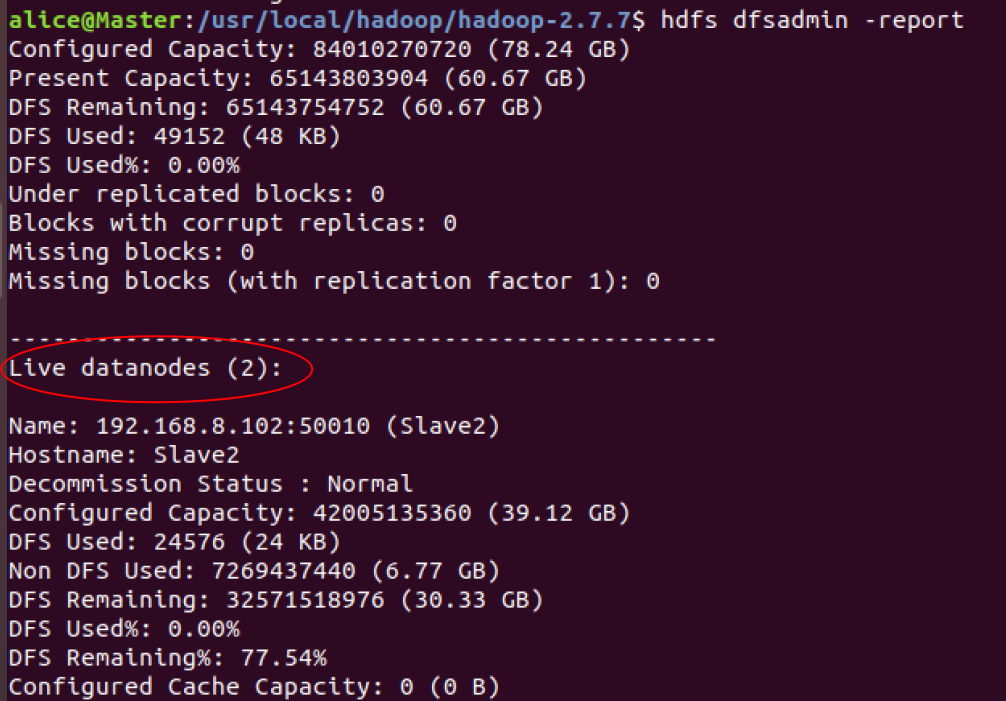 alice@Master:/usr/local/hadoop/hadoop-2.7.7$ hdfs dfsadmin -report
Configured Capacity: 84010270720 (78.24 GB)
Present Capacity: 65143803904 (60.67 GB)
DFS Remaining: 65143754752 (60.67 GB)
DFS Used: 49152 (48 KB)
DFS Used%: 0.00%
Under replicated blocks: 0
Blocks with corrupt replicas: 0
Missing blocks: 0
Missing blocks (with replication factor 1): 0
-------------------------------------------------
Live datanodes (2):
Name: 192.168.8.102:50010 (Slave2)
Hostname: Slave2
Decommission Status : Normal
Configured Capacity: 42005135360 (39.12 GB)
DFS Used: 24576 (24 KB)
Non DFS Used: 7269437440 (6.77 GB)
DFS Remaining: 32571518976 (30.33 GB)
DFS Used%: 0.00%
DFS Remaining%: 77.54%
Configured Cache Capacity: 0 (0 B)